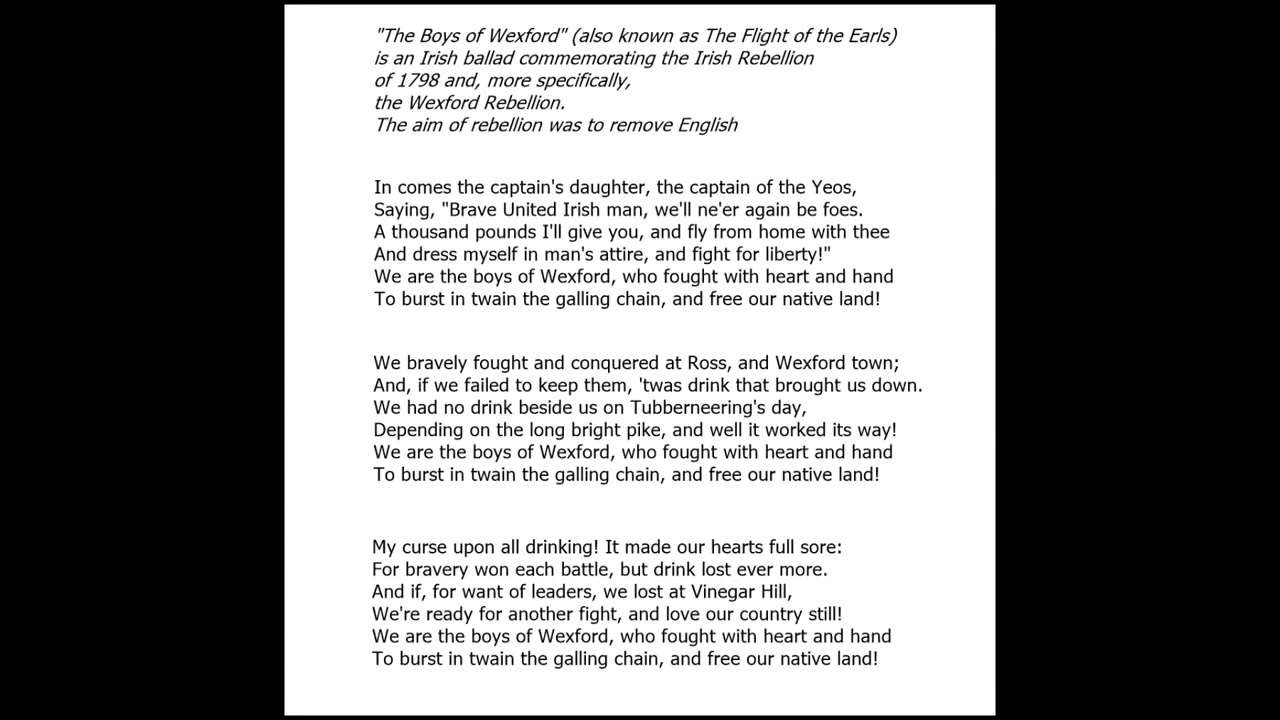 "The Boys of Wexford" (also known as The Flight of the Earls)
is an Irish ballad commemorating the Irish Rebellion
of 1798 and, more specifically,
the Wexford Rebellion.
The aim of rebellion was to remove English
In comes the captain's daughter, the captain of the Yeos,
Saying, "Brave United Irish man, we'll ne'er again be foes.
A thousand pounds I'll give you, and fly from home with thee
And dress myself in man's attire, and fight for liberty!"
We are the boys of Wexford, who fought with heart and hand
To burst in twain the galling chain, and free our native land!
We bravely fought and conquered at Ross, and Wexford town;
And, if we failed to keep them, 'twas drink that brought us down.
We had no drink beside us on Tubberneering's day,
Depending on the long bright pike, and well it worked its way!
We are the boys of Wexford, who fought with heart and hand
To burst in twain the galling chain, and free our native land!
My curse upon all drinking! It made our hearts full sore:
For bravery won each battle, but drink lost ever more.
And if, for want of leaders, we lost at Vinegar Hill,
We're ready for another fight, and love our country still!
We are the boys of Wexford, who fought with heart and hand
To burst in twain the galling chain, and free our native land!